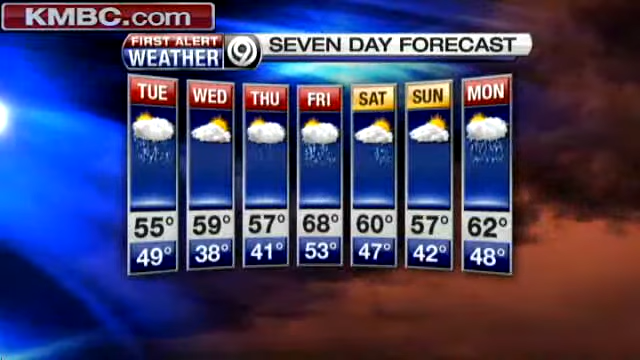 KMBC.com
FIRST ALERT
WEATHER 9 SEVEN DAY FORECAST
TUE WED THU FRI SAT SUN MON
55° 59° 57° 68° 60° 57° 62°
49° 38° 41° 53° 47° 42° 48°